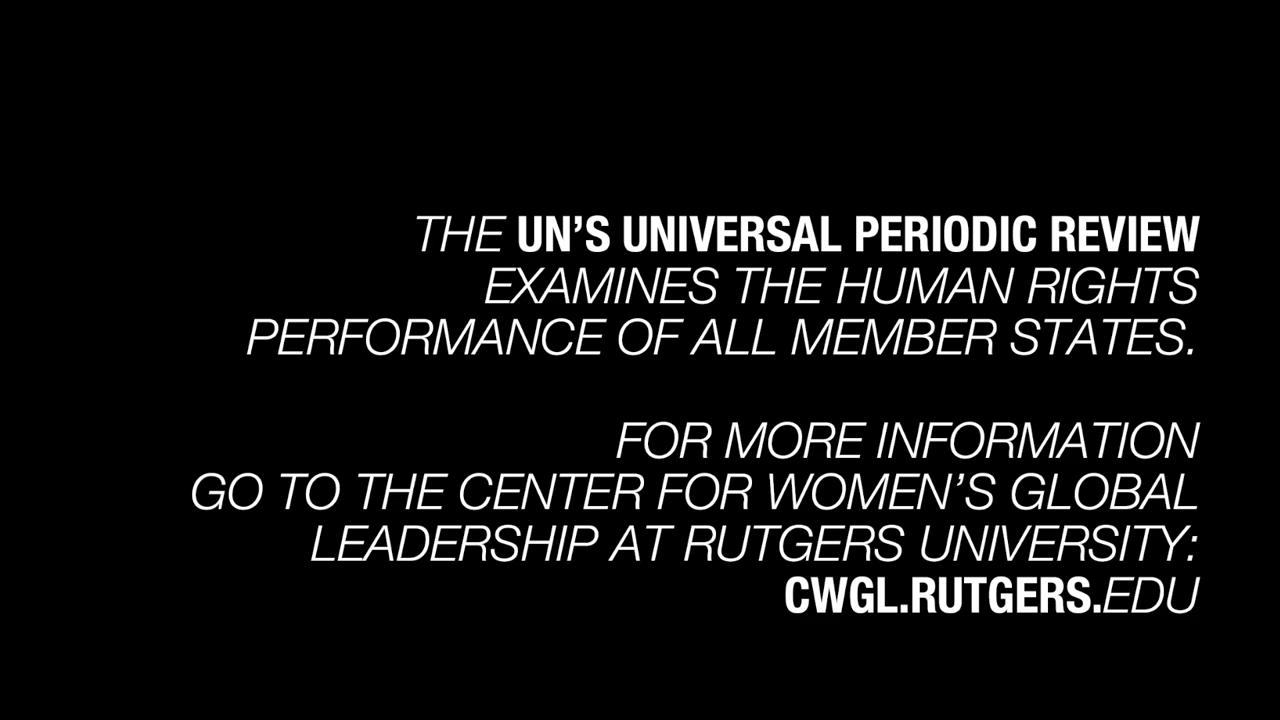 THE UN’S UNIVERSAL PERIODIC REVIEW
EXAMINES THE HUMAN RIGHTS
PERFORMANCE OF ALL MEMBER STATES.
FOR MORE INFORMATION
GO TO THE CENTER FOR WOMEN’S GLOBAL
LEADERSHIP AT RUTGERS UNIVERSITY:
CWGL.RUTGERS.EDU